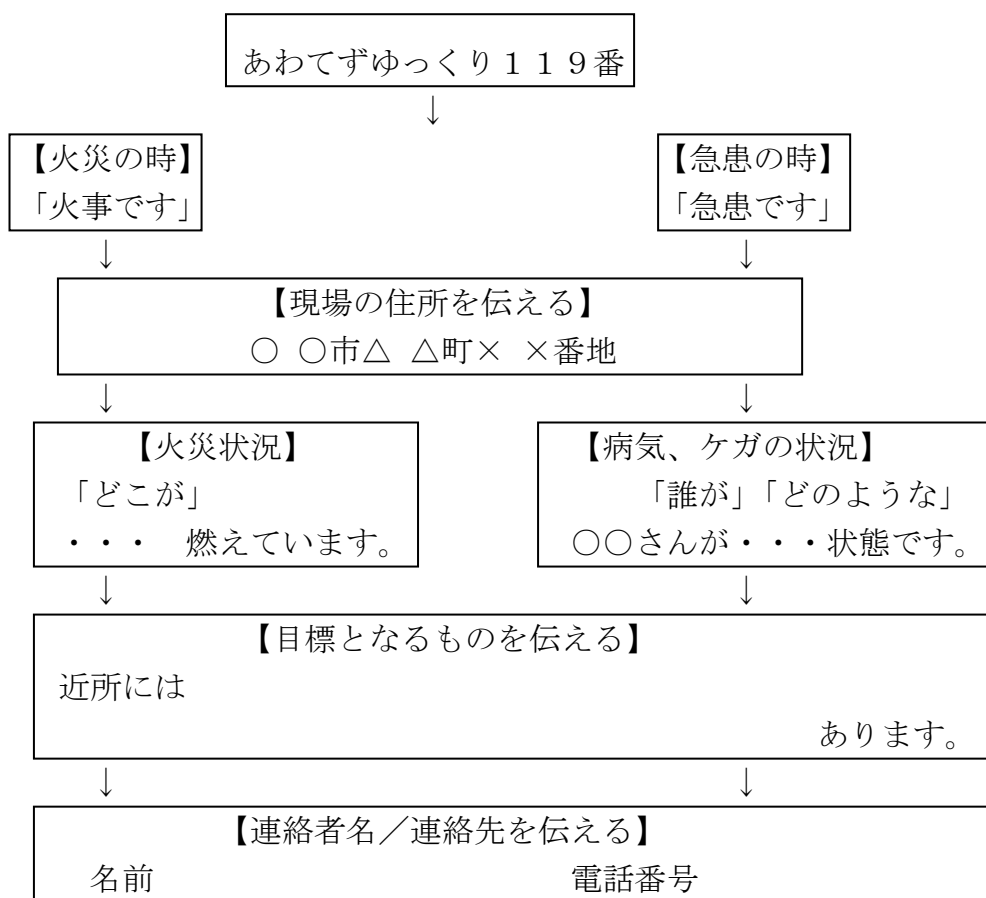 あわてずゆっくり１１９番
↓
【火災の時】
「火事です」
【急患の時】
「急患です」
↓ ↓
【現場の住所を伝える】
○ ○市△ △町× ×番地
↓ ↓
【火災状況】
「どこが」
・・・　燃えています。
【病気、ケガの状況】
「誰が」「どのような」
○○さんが・・・状態です。
↓ ↓
【目標となるものを伝える】
近所には
あります。
↓ ↓
【連絡者名／連絡先を伝える】
名前　電話番号